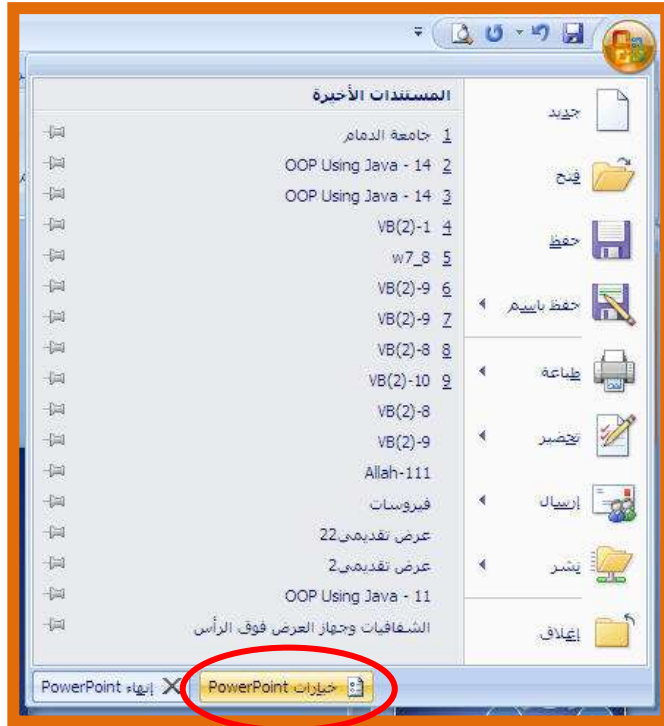 المستندات الأخيرة
1 جامعة الدمام
2 OOP Using Java - 14
3 OOP Using Java - 14
4 VB(2)-1
5 w7_8
6 VB(2)-9
7 VB(2)-9
8 VB(2)-8
9 VB(2)-10
VB(2)-8
VB(2)-9
Allah-111
فيروسات
عرض تقديمي22
عرض تقديمي2
OOP Using Java - 11
الشفافيات وجهاز العرض فوق الرأس
جديد
فتح
حفظ
حفظ باسم
طباعة
تحضير
إرسال
نشر
إغلاق
خيارات PowerPoint
إنهاء PowerPoint